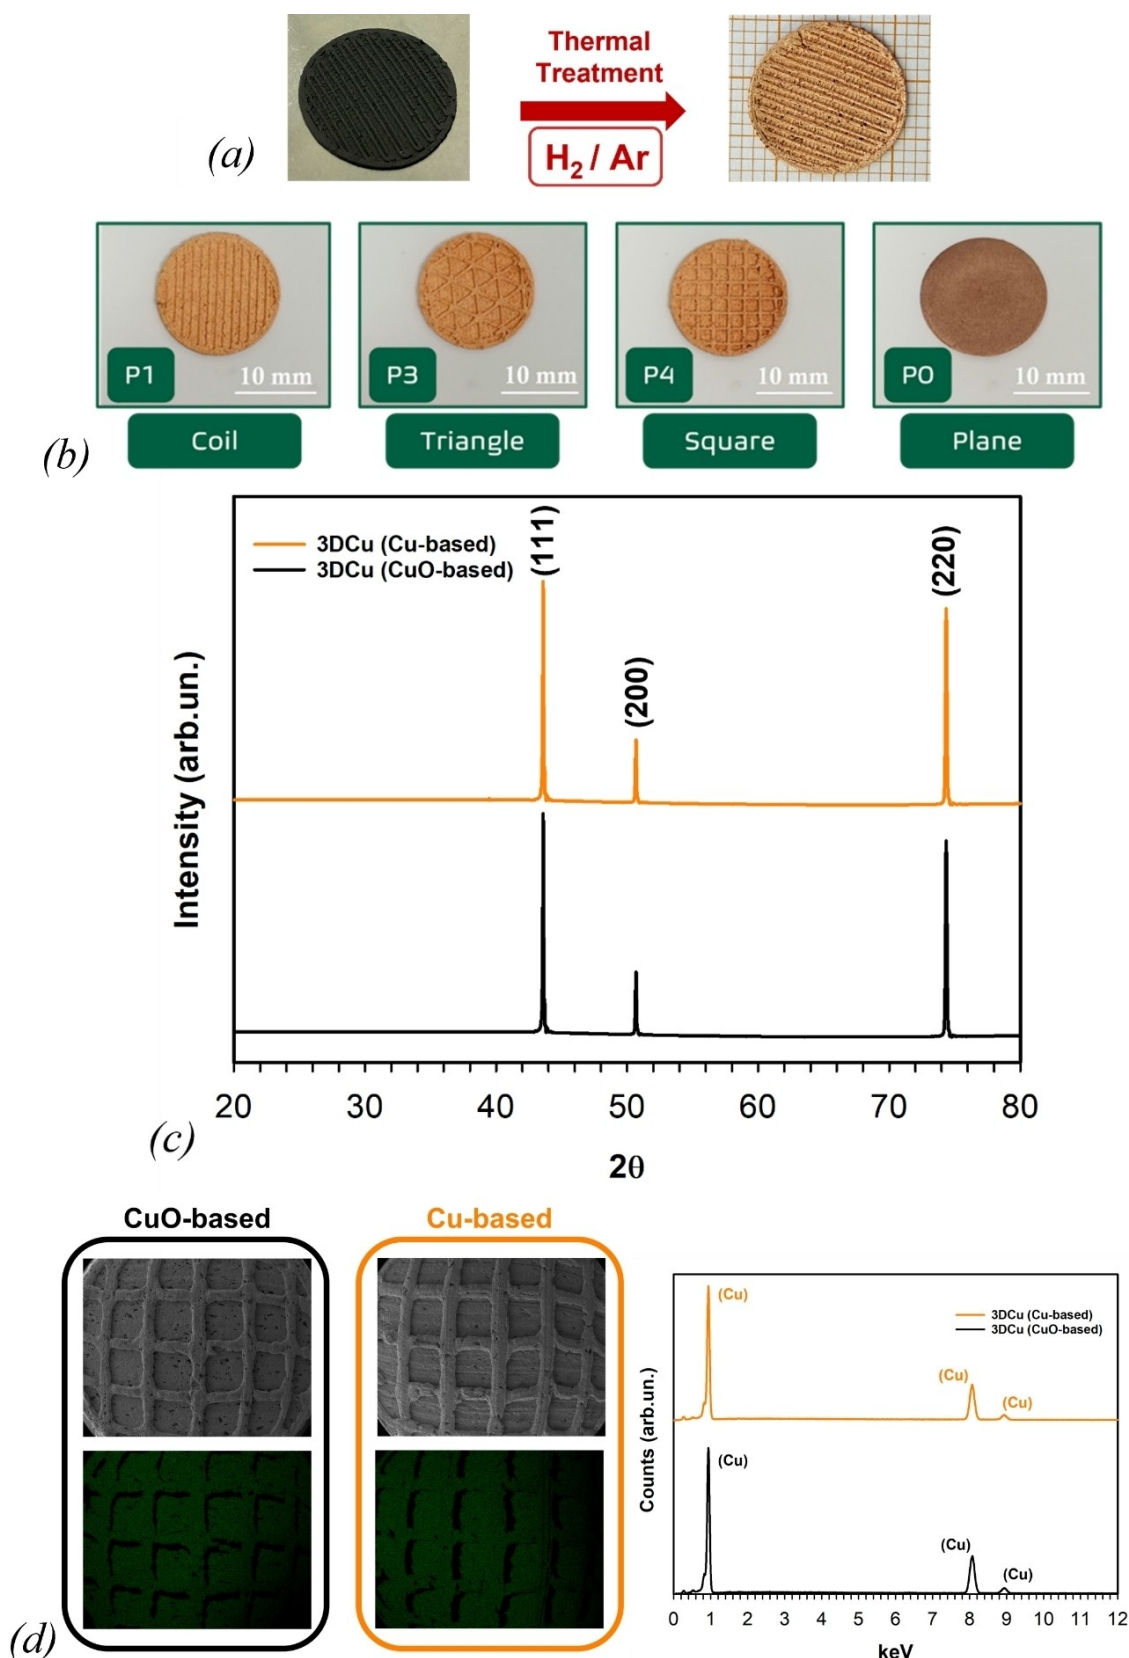 Thermal
Treatment
H₂ / Ar
(a)
P1
10 mm
P3
10 mm
P4
10 mm
P0
10 mm
Coil
Triangle
Square
Plane
(b)
3DCu (Cu-based)
3DCu (CuO-based)
(111)
(200)
(220)
Intensity (arb.un.)
20
30
40
50
60
70
80
2θ
(c)
CuO-based
Cu-based
(Cu)
(Cu)
(Cu)
3DCu (Cu-based)
3DCu (CuO-based)
(Cu)
(Cu)
(Cu)
Counts (arb.un.)
0
1
2
3
4
5
6
7
8
9
10
11
12
keV
(d)